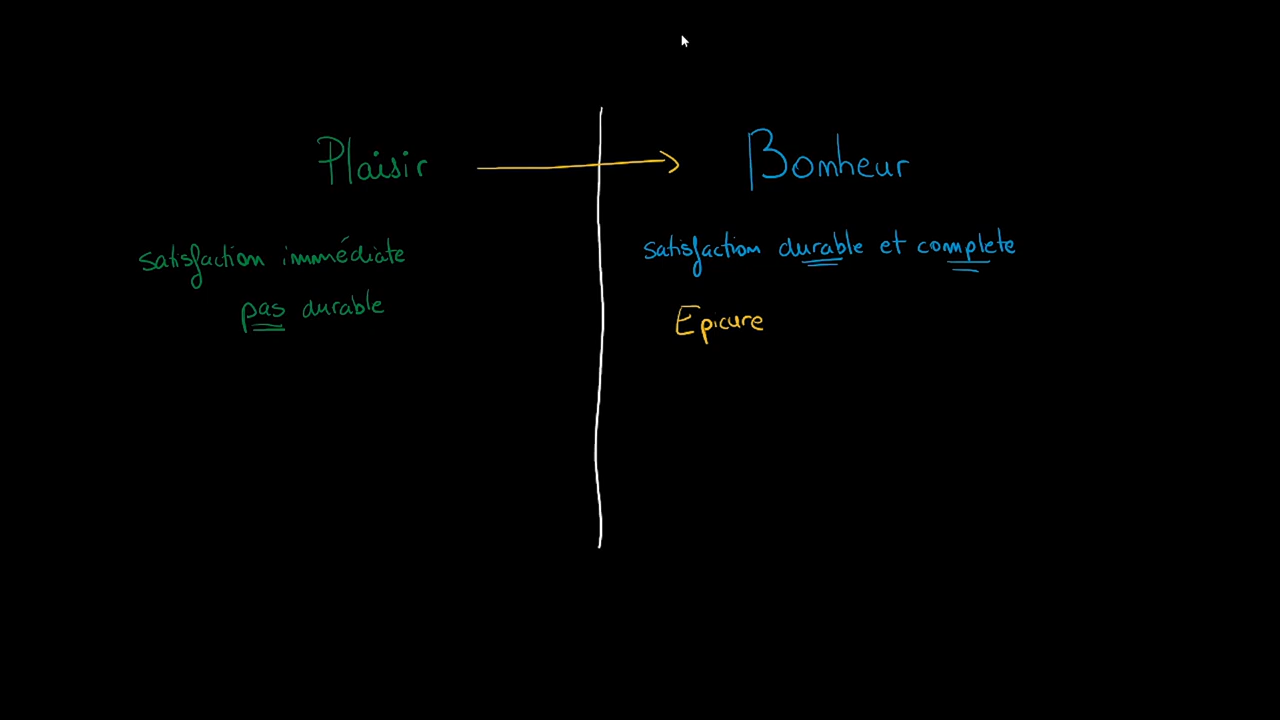 Plaisir
satisfaction immédiate
pas durable
Bonheur
satisfaction durable et complete
Epicure